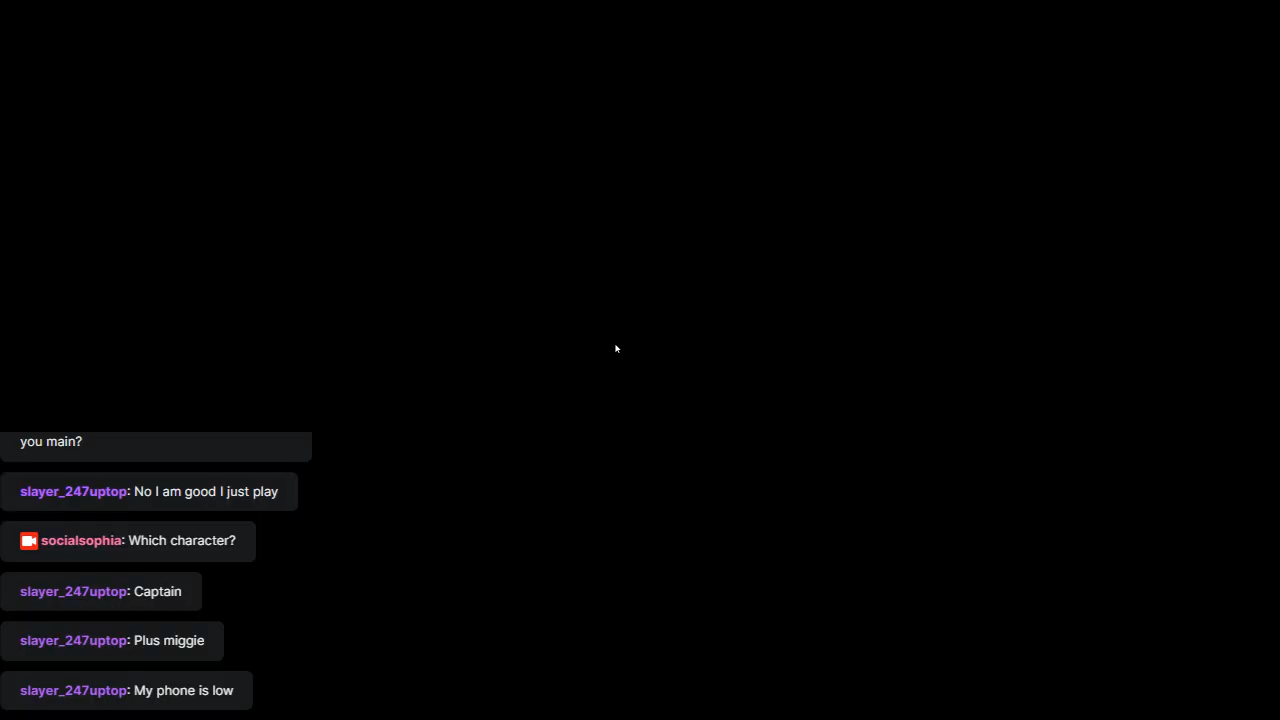 you main?
slayer_247uptop: No I am good I just play
socialsophia: Which character?
slayer_247uptop: Captain
slayer_247uptop: Plus miggie
slayer_247uptop: My phone is low